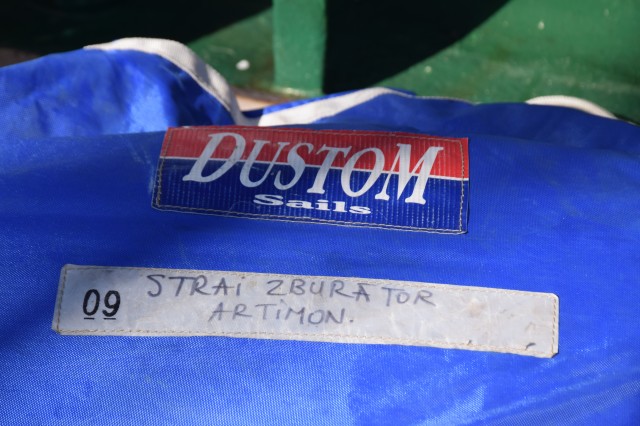 DUSTOM
Sails
09 STRAi ZBURATOR
ARTiMON.